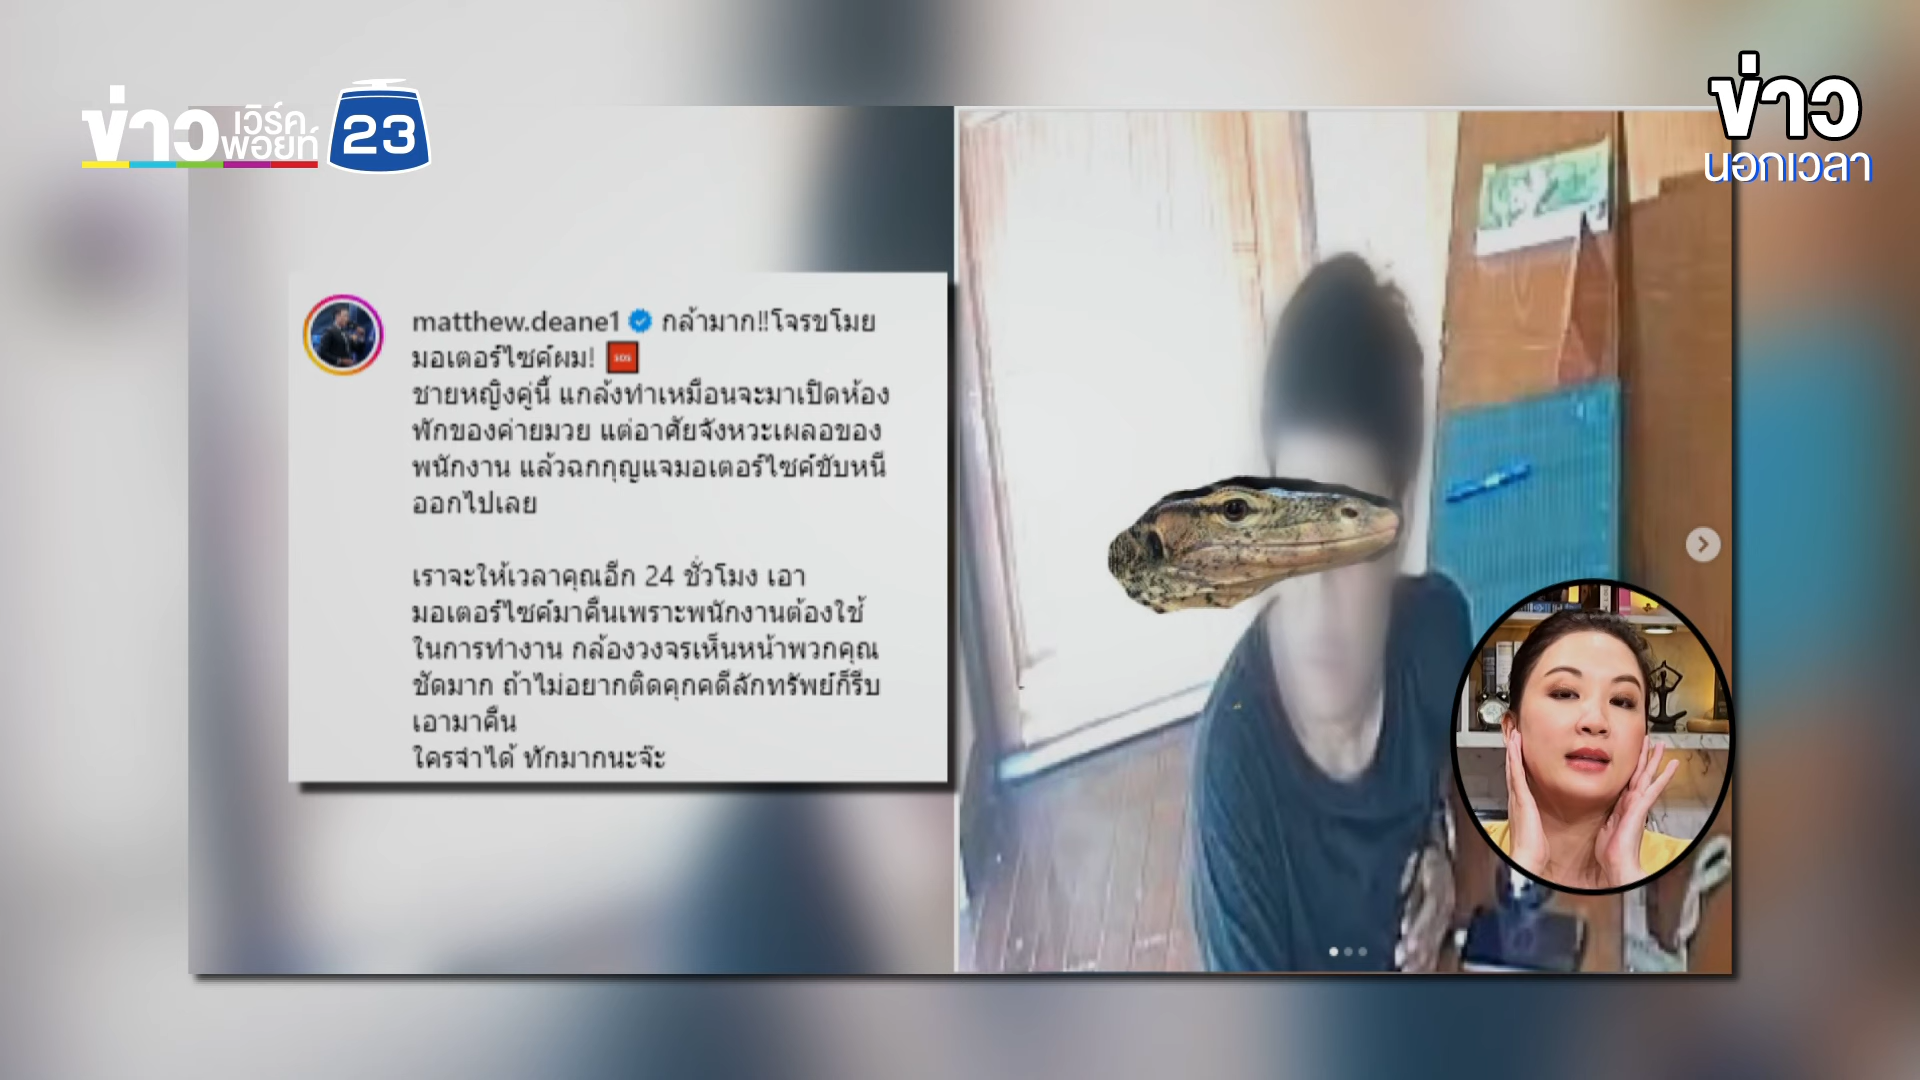 ข่าว
เวิร์ค
พอยท์
23
ข่าว
นอกเวลา
matthew.deane1 กล้ามาก!!โจรขโมย
มอเตอร์ไซค์ผม! SOS
ชายหญิงคู่นี้ แกล้งทำเหมือนจะมาเปิดห้อง
พักของค่ายมวย แต่อาศัยจังหวะเผลอของ
พนักงาน แล้วฉกกุญแจมอเตอร์ไซค์ขับหนี
ออกไปเลย
เราจะให้เวลาคุณอีก 24 ชั่วโมง เอา
มอเตอร์ไซค์มาคืนเพราะพนักงานต้องใช้
ในการทำงาน กล้องวงจรเห็นหน้าพวกคุณ
ชัดมาก ถ้าไม่อยากติดคุกคดีลักทรัพย์ก็รีบ
เอามาคืน
ใครจำได้ ทักมากนะจ๊ะ